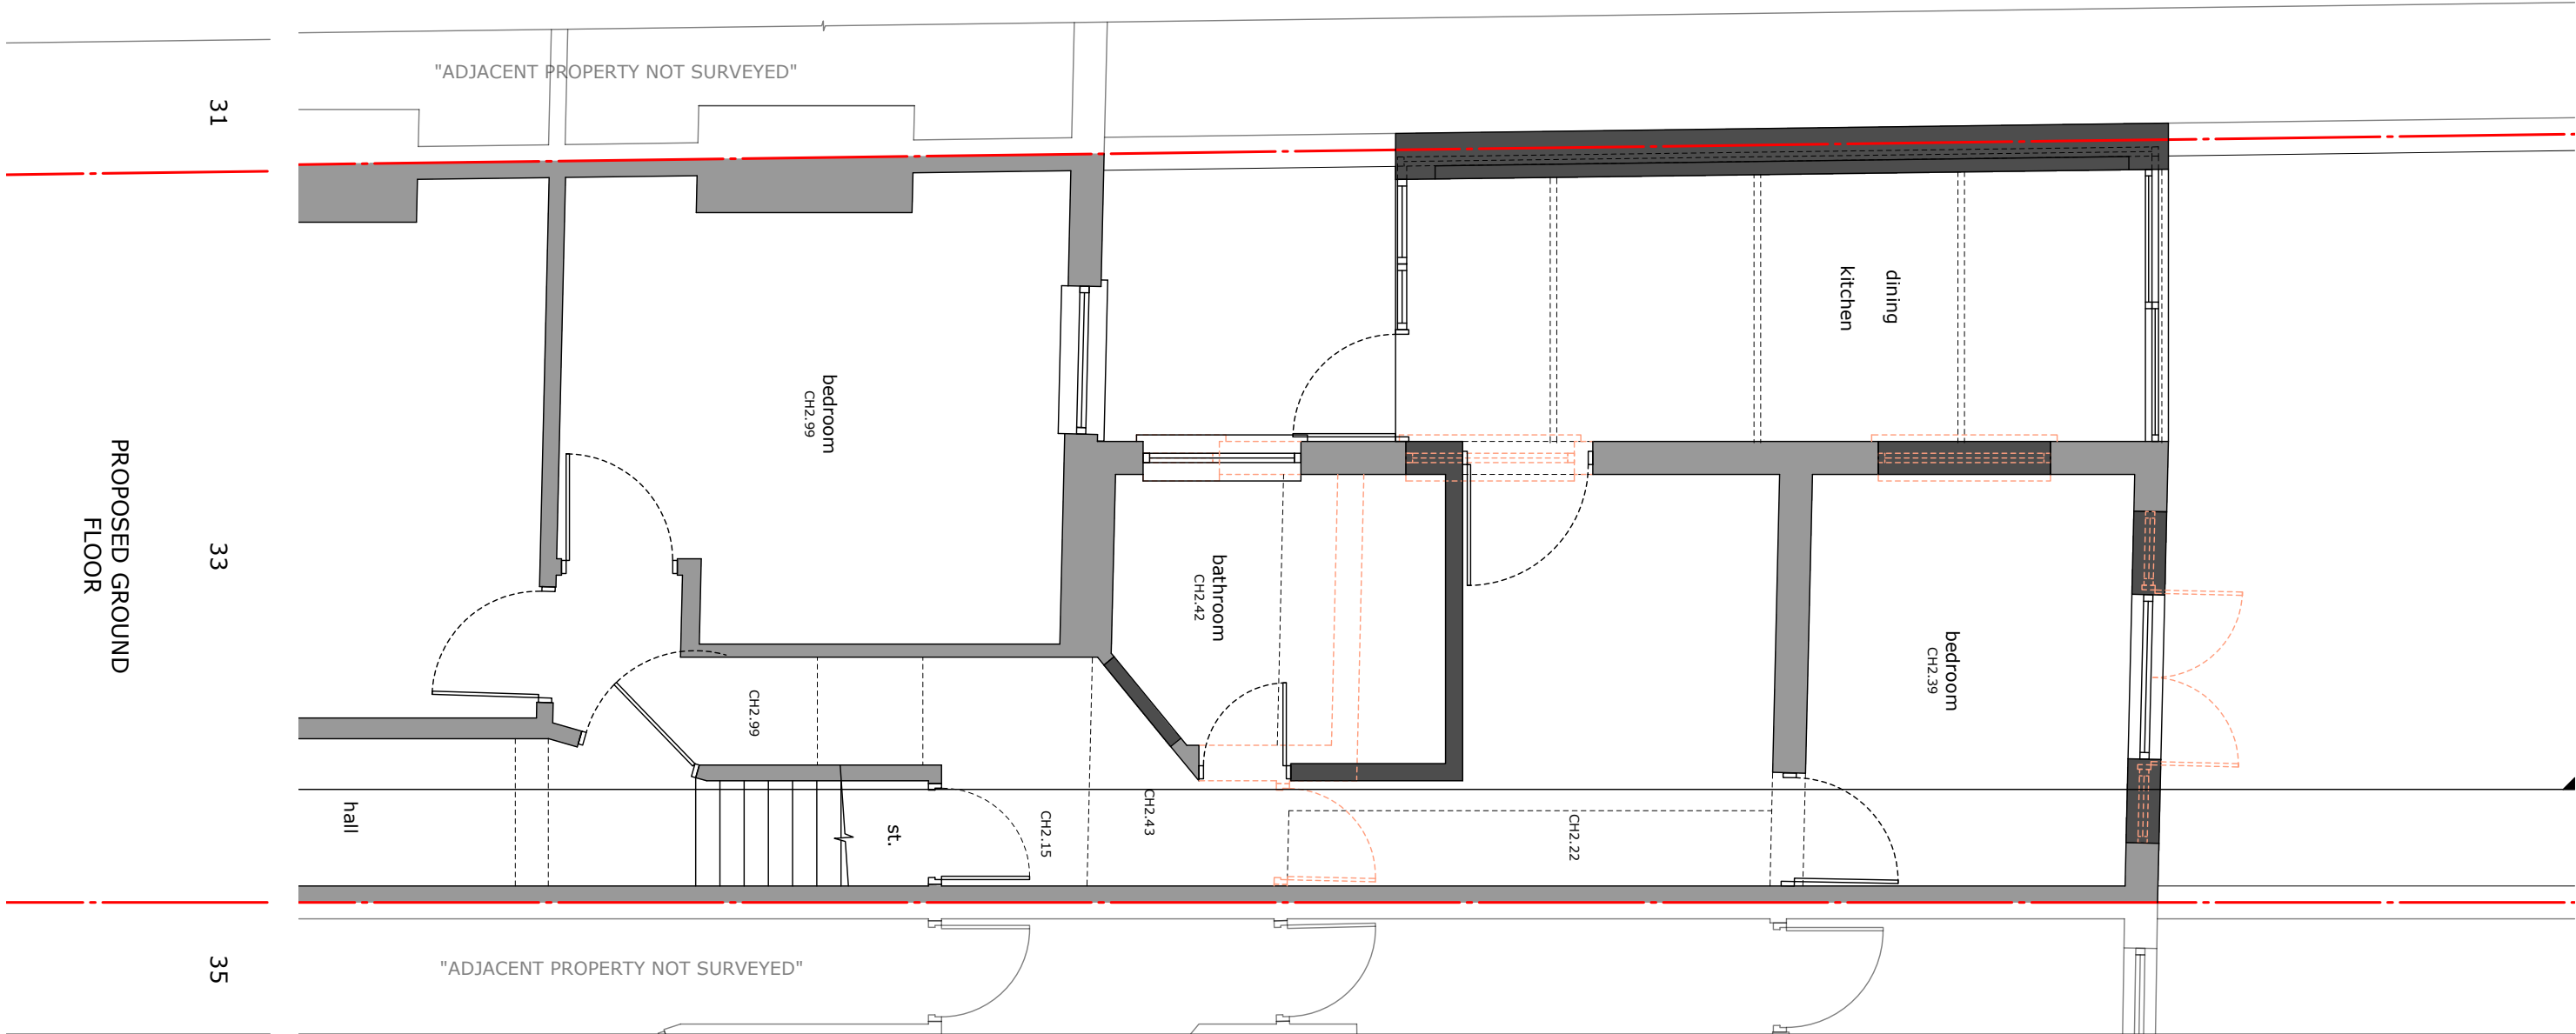 "ADJACENT PROPERTY NOT SURVEYED"
31
33
35
PROPOSED GROUND
FLOOR
dining
kitchen
bedroom
CH2.99
bathroom
CH2.42
bedroom
CH2.39
CH2.99
hall
st.
CH2.15
CH2.43
CH2.22
"ADJACENT PROPERTY NOT SURVEYED"